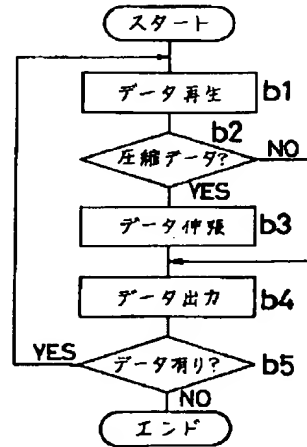 スタート
データ再生 b1
b2
圧縮データ? NO
YES
データ伸張 b3
データ出力 b4
YES データ有り? b5
NO
エンド